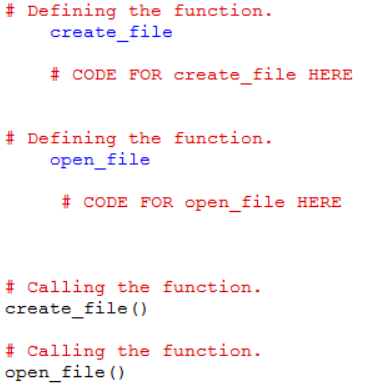 # Defining the function.
create_file
# CODE FOR create_file HERE
# Defining the function.
open_file
# CODE FOR open_file HERE
# Calling the function.
create_file()
# Calling the function.
open_file()